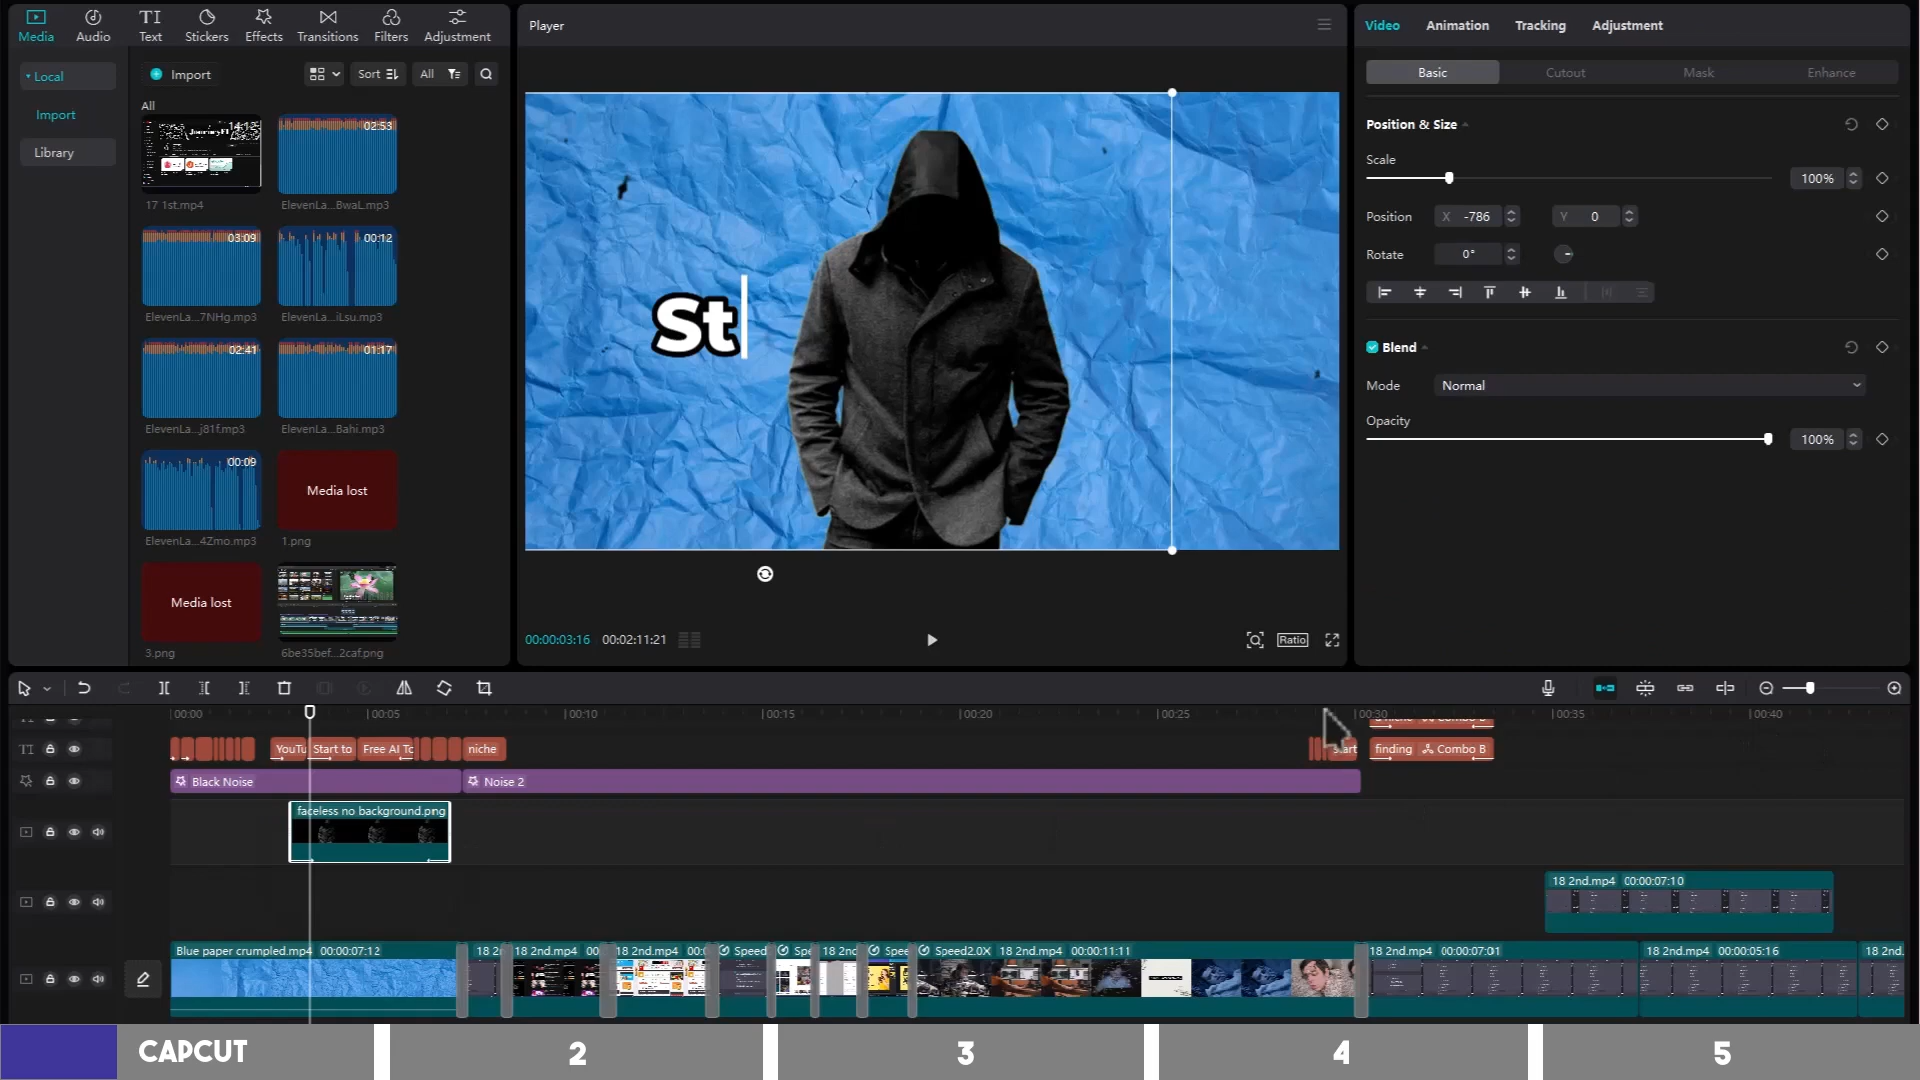 Media
Audio
TI
Text
Stickers
Effects
Transitions
Filters
Adjustment
Local
Import
Library
Import
Sort
All
All
14:12
17 1st.mp4
02:53
ElevenLa...BwaL.mp3
03:09
ElevenLa...7NHg.mp3
00:12
ElevenLa...iLsu.mp3
02:41
ElevenLa...j81f.mp3
01:17
ElevenLa...Bahi.mp3
00:09
ElevenLa...4Zmo.mp3
Media lost
1.png
Media lost
3.png
6be35bef...2caf.png
Player
St
00:00:03:16 00:02:11:21
Ratio
Video Animation Tracking Adjustment
Basic Cutout Mask Enhance
Position & Size
Scale
100%
Position X -786 Y 0
Rotate 0°
Blend
Mode Normal
Opacity
100%
00:00 00:05 00:10 00:15 00:20 00:25 00:30 00:35 00:40
TI
YouTu Start to Free AI Tc niche
finding Combo B
Black Noise
Noise 2
faceless no background.png
18 2nd.mp4 00:00:07:10
Blue paper crumpled.mp4 00:00:07:12
18 2nd.mp4
18 2nd.mp4
Speed
Speed2.0X 18 2nd.mp4 00:00:11:11
18 2nd.mp4 00:00:07:01
18 2nd.mp4 00:00:05:16
18 2nd.
CAPCUT 2 3 4 5